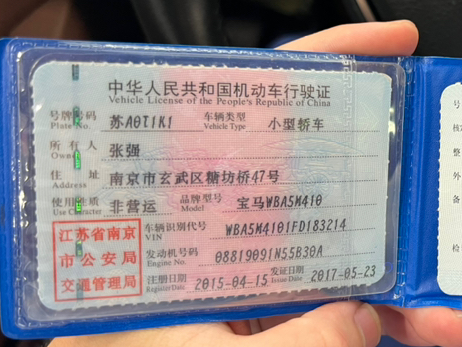 中华人民共和国机动车行驶证
Vehicle License of the People's Republic of China
号牌号码 苏A0T1K1 车辆类型 小型轿车
Plate No. Vehicle Type
所有人 张强
Owner
住址 南京市玄武区糖坊桥47号
Address
使用性质 非营运 品牌型号 宝马WBA5M410
Use Character Model
江苏省南京
市公安局
交通管理局
车辆识别代号 WBA5M4101FD183214
VIN
发动机号码 08819091N55B30A
Engine No.
注册日期 2015-04-15 发证日期 2017-05-23
Register Date Issue Date
号
核
整
外
备
检